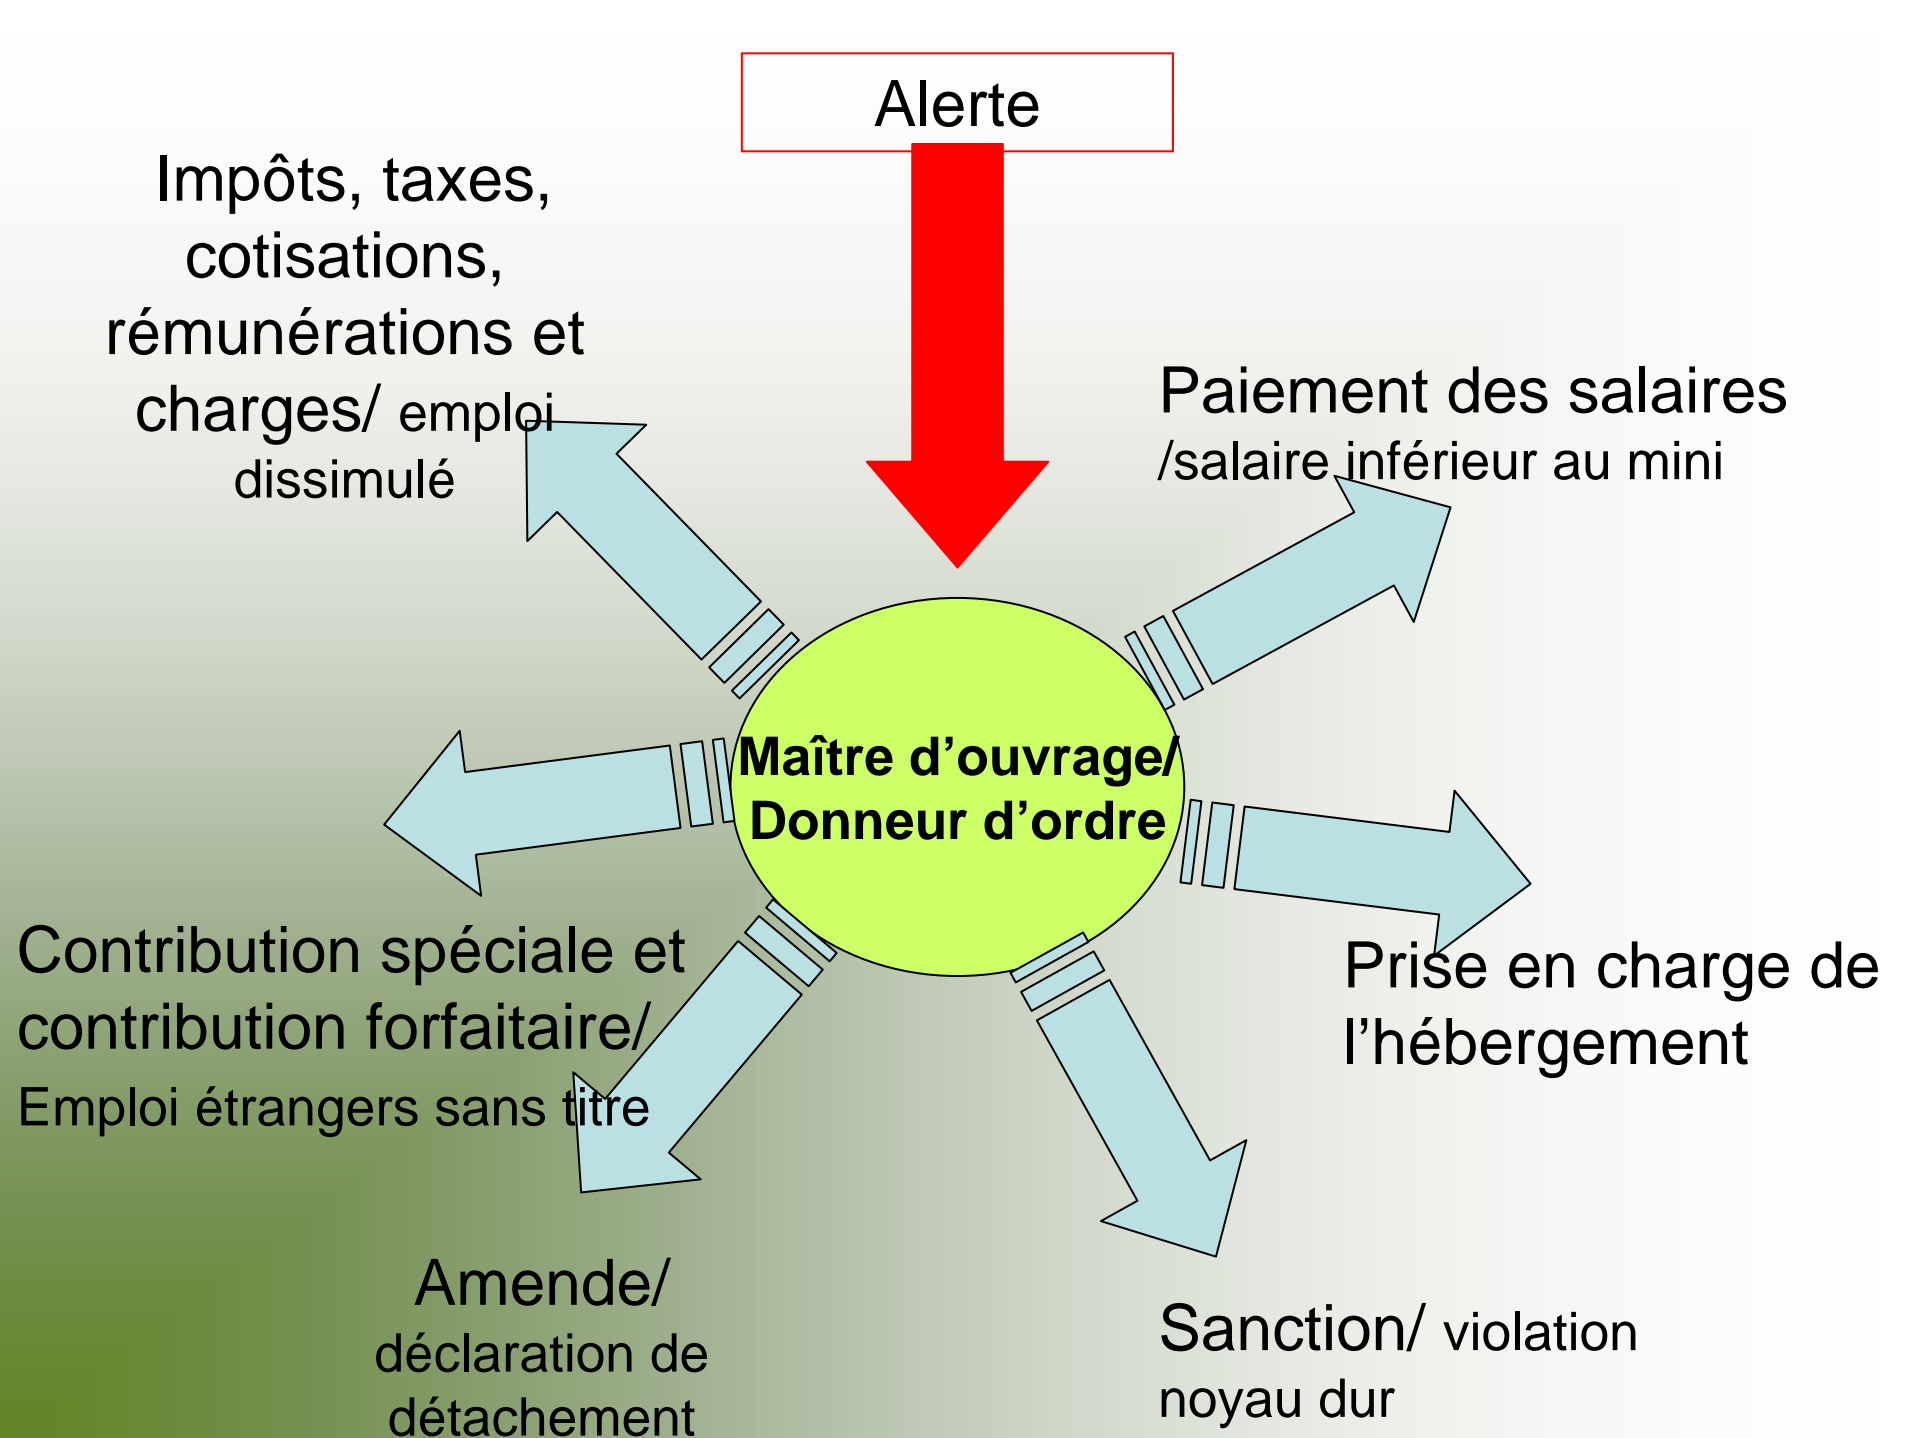 Alerte
Impôts, taxes,
cotisations,
rémunérations et
charges/ emploi
dissimulé
Paiement des salaires
/salaire inférieur au mini
Maître d’ouvrage/
Donneur d’ordre
Contribution spéciale et
contribution forfaitaire/
Emploi étrangers sans titre
Prise en charge de
l’hébergement
Amende/
déclaration de
détachement
Sanction/ violation
noyau dur